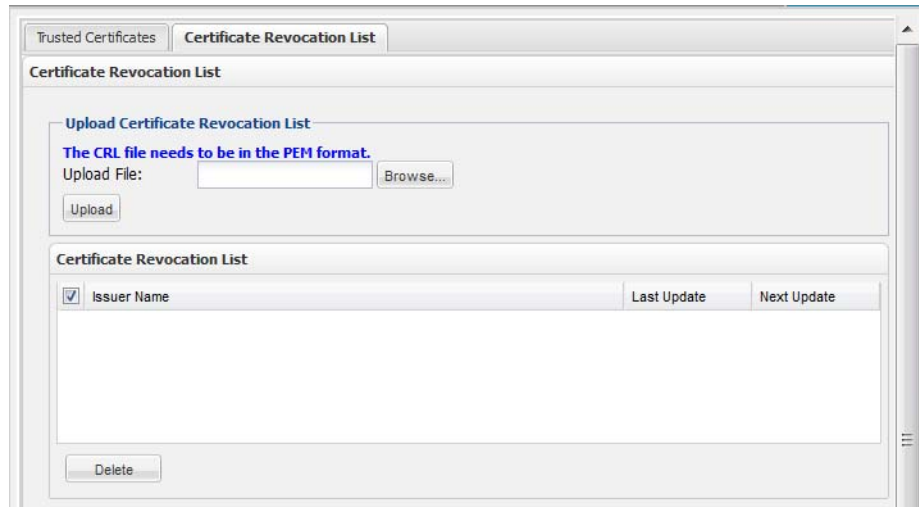 Trusted Certificates Certificate Revocation List
Certificate Revocation List
Upload Certificate Revocation List
The CRL file needs to be in the PEM format.
Upload File: Browse...
Upload
Certificate Revocation List
Issuer Name Last Update Next Update
Delete